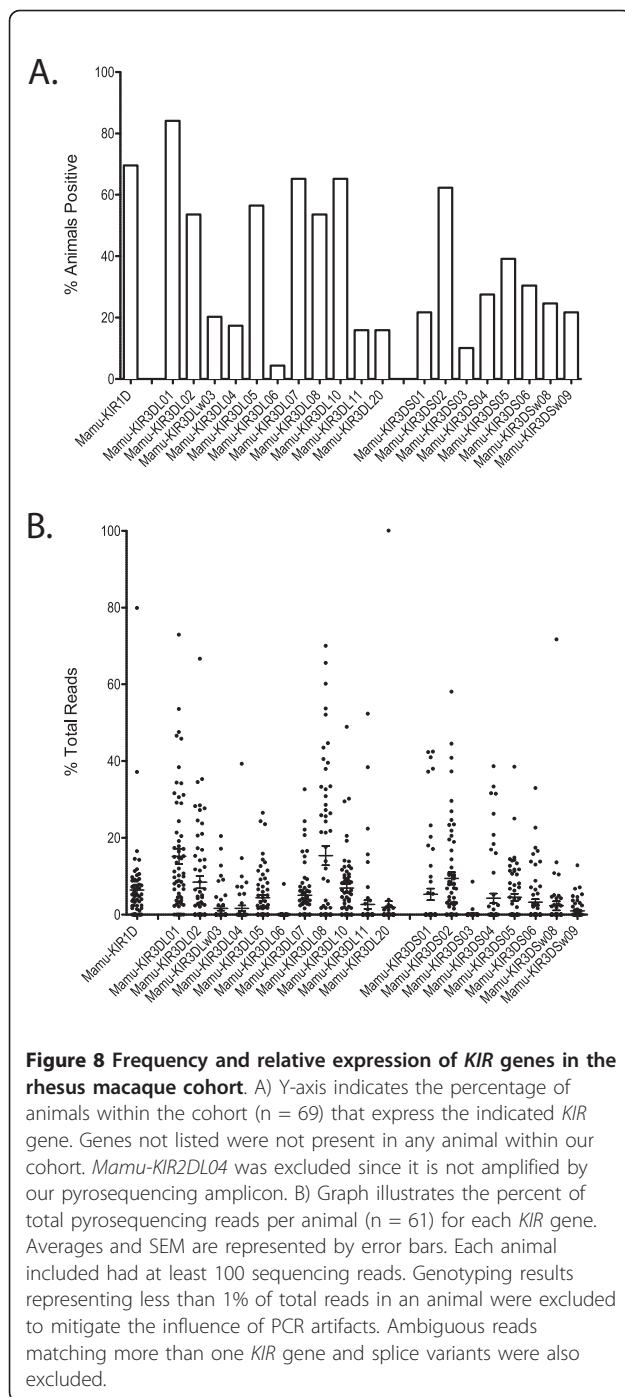 A.
% Animals Positive
100
80
60
40
20
0
Mamu-KIR1D
Mamu-KIR3DL01
Mamu-KIR3DL02
Mamu-KIR3DLw03
Mamu-KIR3DL04
Mamu-KIR3DL05
Mamu-KIR3DL06
Mamu-KIR3DL07
Mamu-KIR3DL08
Mamu-KIR3DL10
Mamu-KIR3DL11
Mamu-KIR3DL20
Mamu-KIR3DS01
Mamu-KIR3DS02
Mamu-KIR3DS03
Mamu-KIR3DS04
Mamu-KIR3DS05
Mamu-KIR3DS06
Mamu-KIR3DSw08
Mamu-KIR3DSw09
B.
% Total Reads
100
80
60
40
20
0
Mamu-KIR1D
Mamu-KIR3DL01
Mamu-KIR3DL02
Mamu-KIR3DLw03
Mamu-KIR3DL04
Mamu-KIR3DL05
Mamu-KIR3DL06
Mamu-KIR3DL07
Mamu-KIR3DL08
Mamu-KIR3DL10
Mamu-KIR3DL11
Mamu-KIR3DL20
Mamu-KIR3DS01
Mamu-KIR3DS02
Mamu-KIR3DS03
Mamu-KIR3DS04
Mamu-KIR3DS05
Mamu-KIR3DS06
Mamu-KIR3DSw08
Mamu-KIR3DSw09
Figure 8 Frequency and relative expression of KIR genes in the
rhesus macaque cohort. A) Y-axis indicates the percentage of
animals within the cohort (n = 69) that express the indicated KIR
gene. Genes not listed were not present in any animal within our
cohort. Mamu-KIR2DL04 was excluded since it is not amplified by
our pyrosequencing amplicon. B) Graph illustrates the percent of
total pyrosequencing reads per animal (n = 61) for each KIR gene.
Averages and SEM are represented by error bars. Each animal
included had at least 100 sequencing reads. Genotyping results
representing less than 1% of total reads in an animal were excluded
to mitigate the influence of PCR artifacts. Ambiguous reads
matching more than one KIR gene and splice variants were also
excluded.